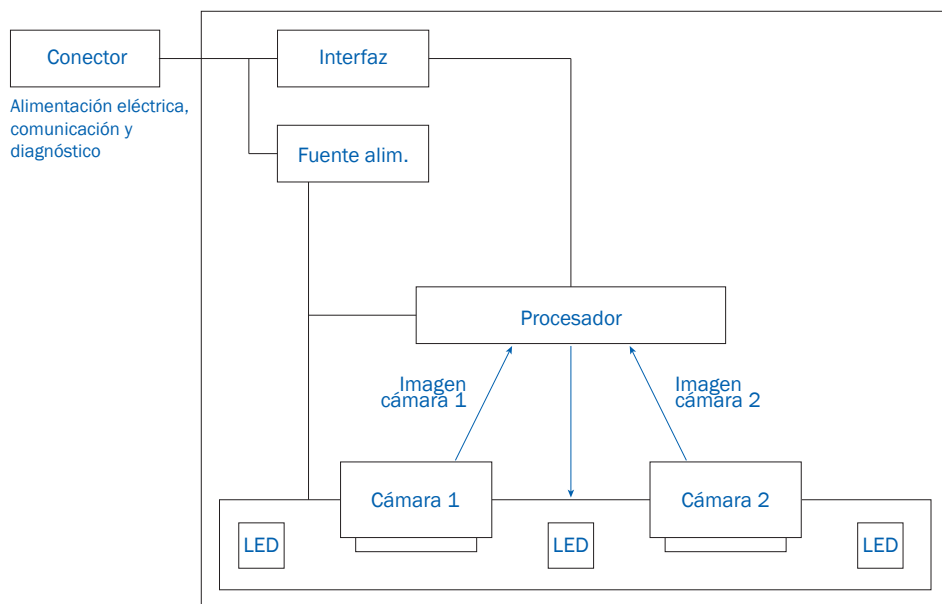 Conector
Interfaz
Alimentación eléctrica,
comunicación y
diagnóstico
Fuente alim.
Procesador
Imagen
cámara 1
Imagen
cámara 2
Cámara 1
Cámara 2
LED
LED
LED